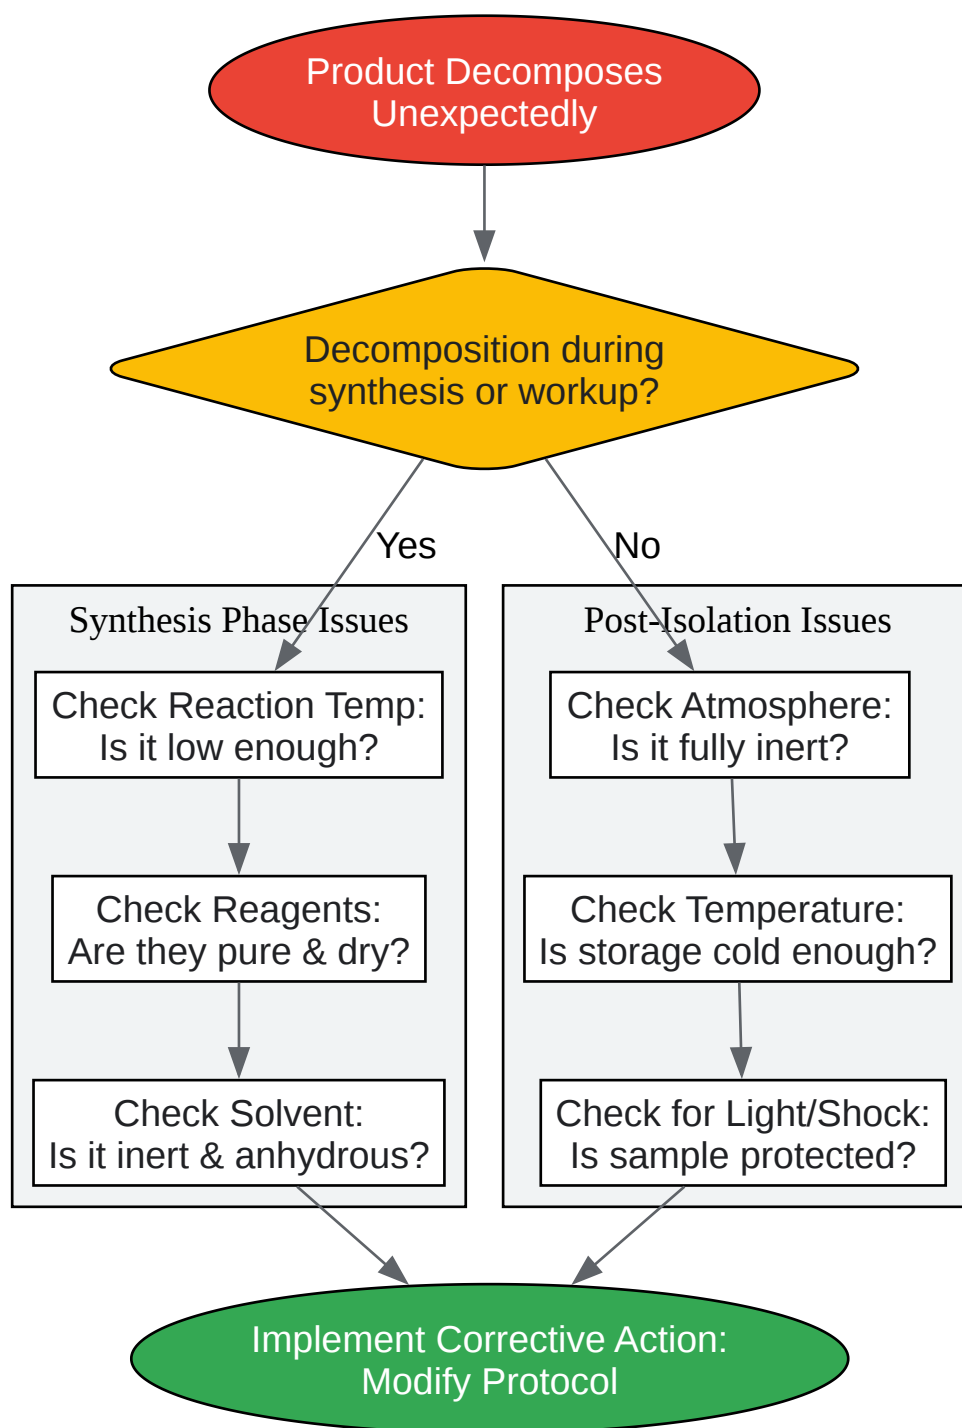 Product Decomposes
Unexpectedly
Decomposition during
synthesis or workup?
Yes
No
Synthesis Phase Issues
Check Reaction Temp:
Is it low enough?
Check Reagents:
Are they pure & dry?
Check Solvent:
Is it inert & anhydrous?
Post-Isolation Issues
Check Atmosphere:
Is it fully inert?
Check Temperature:
Is storage cold enough?
Check for Light/Shock:
Is sample protected?
Implement Corrective Action:
Modify Protocol